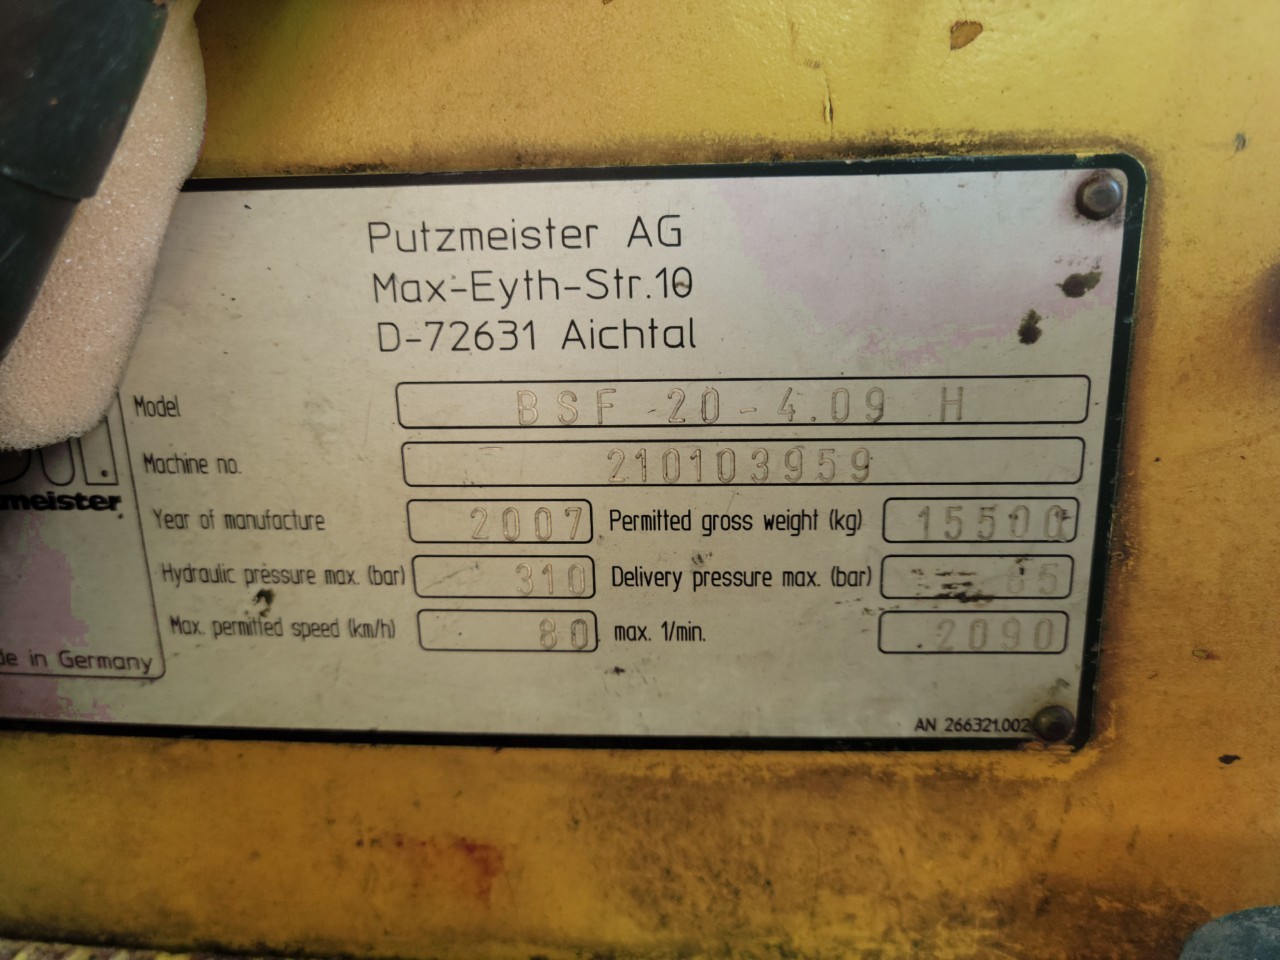 Putzmeister AG
Max-Eyth-Str.10
D-72631 Aichtal
Model BSF 20-4.09 H
Machine no. 210103959
meister
Year of manufacture 2007 Permitted gross weight (kg) 15500
Hydraulic pressure max. (bar) 310 Delivery pressure max. (bar) 85
Max. permitted speed (km/h) 80 max. 1/min. 2090
de in Germany
AN 266321.002